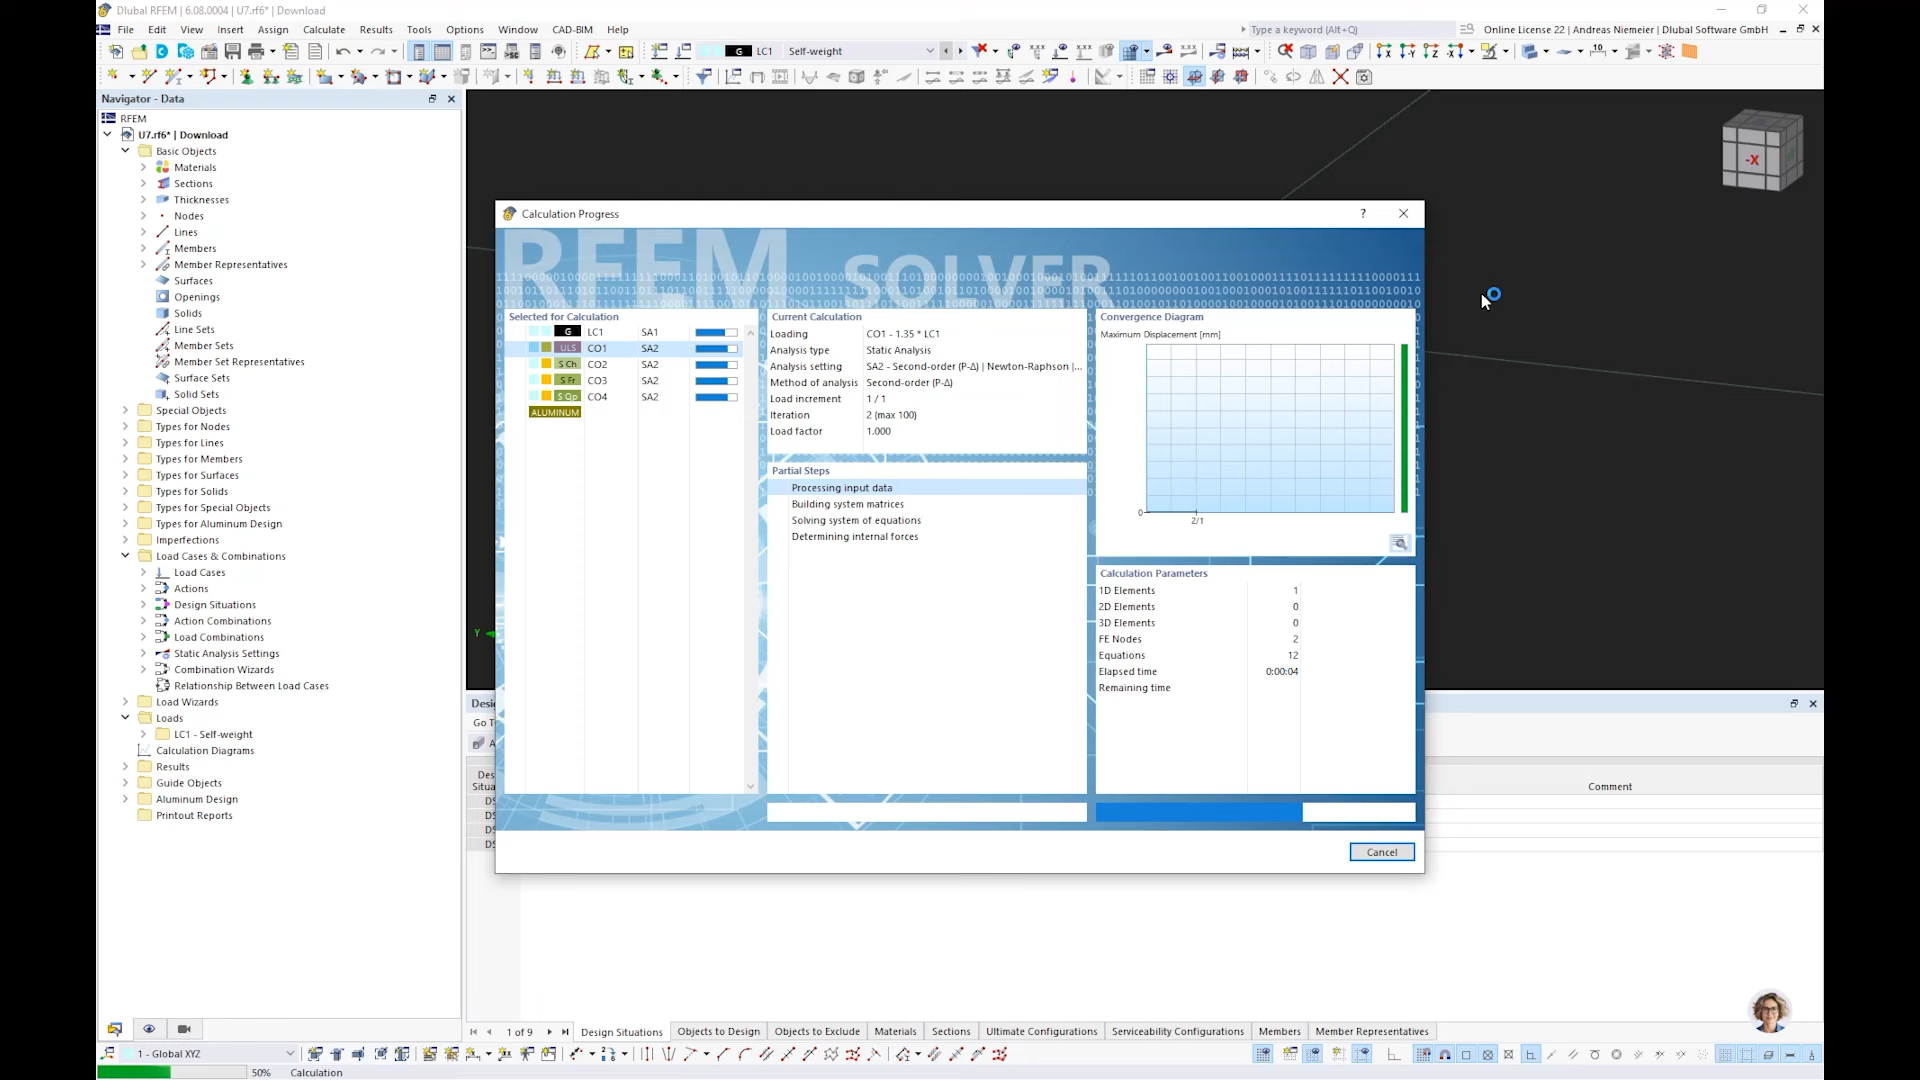 Dlubal RFEM | 6.08.0004 | U7.rf6* | Download
File Edit View Insert Assign Calculate Results Tools Options Window CAD-BIM Help
Type a keyword (Alt+Q)
Online License 22 | Andreas Niemeier | Dlubal Software GmbH
G LC1 Self-weight
Navigator - Data
RFEM
U7.rf6* | Download
Basic Objects
Materials
Sections
Thicknesses
Nodes
Lines
Members
Member Representatives
Surfaces
Openings
Solids
Line Sets
Member Sets
Member Set Representatives
Surface Sets
Solid Sets
Special Objects
Types for Nodes
Types for Lines
Types for Members
Types for Surfaces
Types for Solids
Types for Special Objects
Types for Aluminum Design
Imperfections
Load Cases & Combinations
Load Cases
Actions
Design Situations
Action Combinations
Load Combinations
Static Analysis Settings
Combination Wizards
Relationship Between Load Cases
Load Wizards
Loads
LC1 - Self-weight
Calculation Diagrams
Results
Guide Objects
Aluminum Design
Printout Reports
-X
Y
Calculation Progress
RFEM SOLVER
Selected for Calculation
G LC1 SA1
ULS CO1 SA2
S Ch CO2 SA2
S Fr CO3 SA2
S Qp CO4 SA2
ALUMINUM
Current Calculation
Loading CO1 - 1.35 * LC1
Analysis type Static Analysis
Analysis setting SA2 - Second-order (P-Δ) | Newton-Raphson |...
Method of analysis Second-order (P-Δ)
Load increment 1 / 1
Iteration 2 (max 100)
Load factor 1.000
Partial Steps
Processing input data
Building system matrices
Solving system of equations
Determining internal forces
Convergence Diagram
Maximum Displacement [mm]
0
2/1
Calculation Parameters
1D Elements 1
2D Elements 0
3D Elements 0
FE Nodes 2
Equations 12
Elapsed time 0:00:04
Remaining time
Cancel
Desi
Go T
Des
Situa
DS
DS
DS
DS
Comment
1 of 9 Design Situations Objects to Design Objects to Exclude Materials Sections Ultimate Configurations Serviceability Configurations Members Member Representatives
1 - Global XYZ
50% Calculation